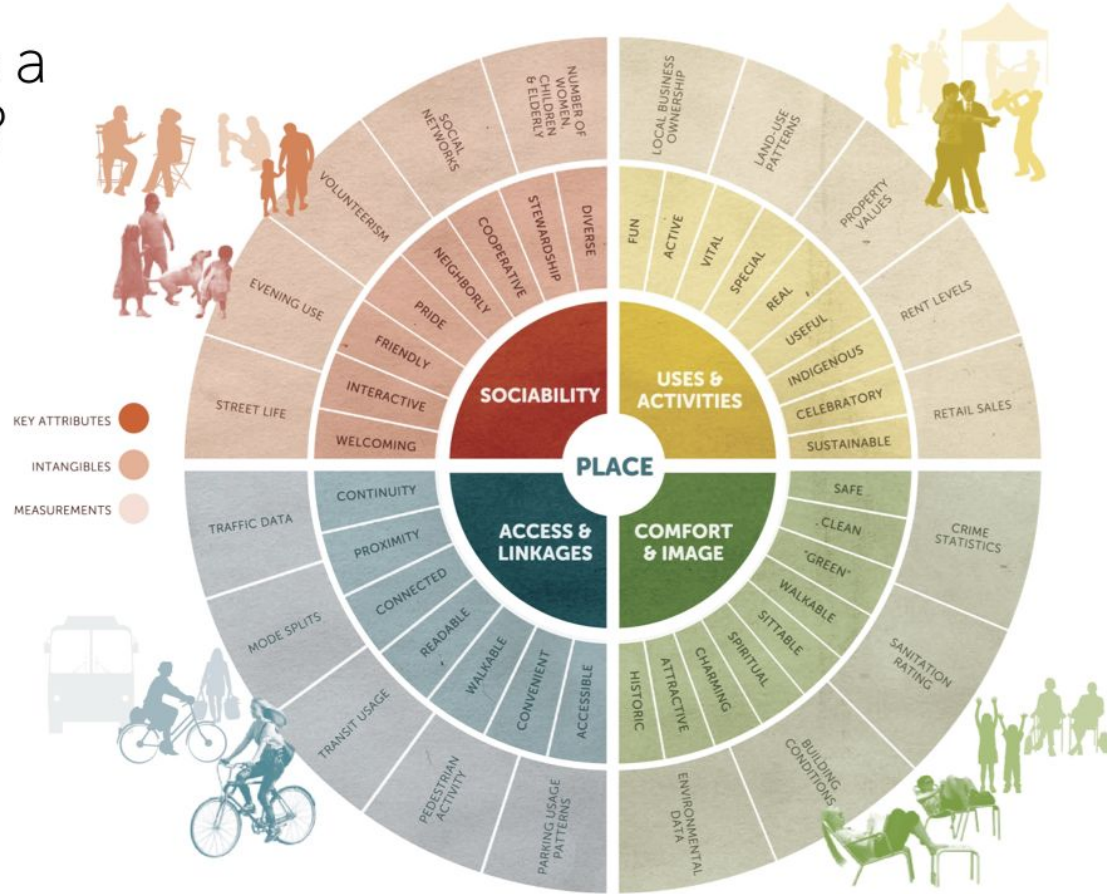 a
?
KEY ATTRIBUTES
INTANGIBLES
MEASUREMENTS
PLACE
SOCIABILITY
USES &
ACTIVITIES
ACCESS &
LINKAGES
COMFORT
& IMAGE
WELCOMING
INTERACTIVE
FRIENDLY
PRIDE
NEIGHBORLY
COOPERATIVE
STEWARDSHIP
DIVERSE
FUN
ACTIVE
VITAL
SPECIAL
REAL
USEFUL
INDIGENOUS
CELEBRATORY
SUSTAINABLE
SAFE
CLEAN
"GREEN"
WALKABLE
SITTABLE
SPIRITUAL
CHARMING
ATTRACTIVE
HISTORIC
ACCESSIBLE
CONVENIENT
WALKABLE
READABLE
CONNECTED
PROXIMITY
CONTINUITY
STREET LIFE
EVENING USE
VOLUNTEERISM
SOCIAL
NETWORKS
NUMBER OF
WOMEN,
CHILDREN
& ELDERLY
LOCAL BUSINESS
OWNERSHIP
LAND-USE
PATTERNS
PROPERTY
VALUES
RENT LEVELS
RETAIL SALES
CRIME
STATISTICS
SANITATION
RATING
BUILDING
CONDITIONS
ENVIRONMENTAL
DATA
PARKING USAGE
PATTERNS
PEDESTRIAN
ACTIVITY
TRANSIT USAGE
MODE SPLITS
TRAFFIC DATA